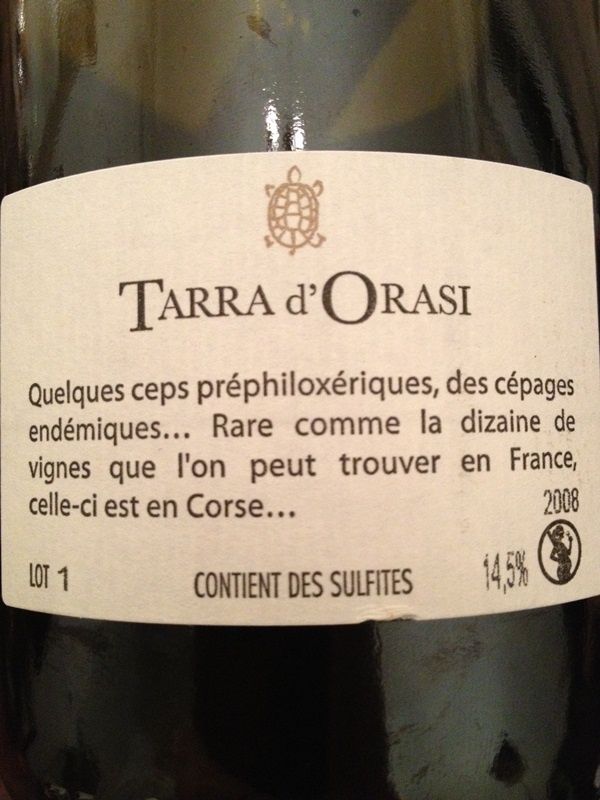 TARRA d'ORASI
Quelques ceps préphiloxériques, des cépages
endémiques... Rare comme la dizaine de
vignes que l'on peut trouver en France,
celle-ci est en Corse...
2008
LOT 1
CONTIENT DES SULFITES
14,5%